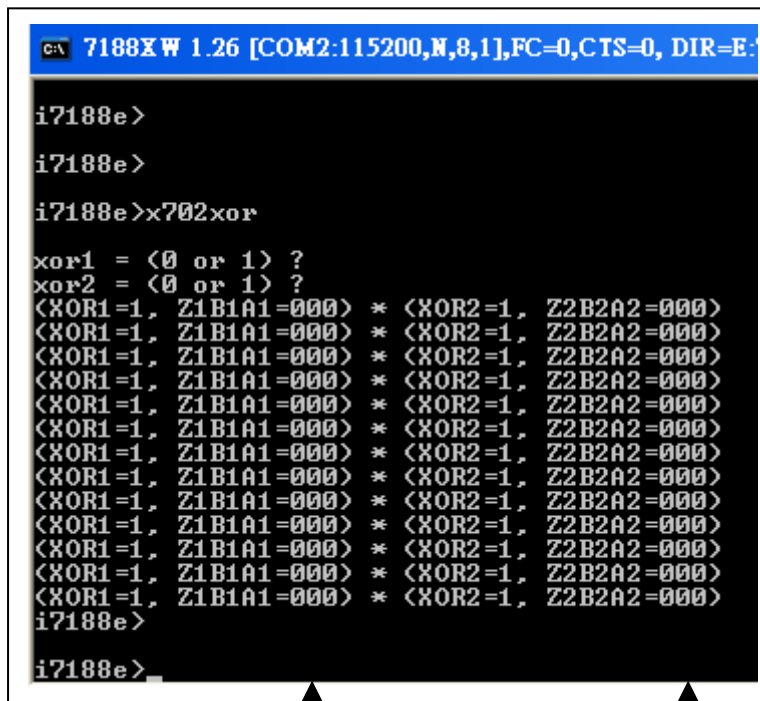 7188XW 1.26 [COM2:115200,N,8,1],FC=0,CTS=0, DIR=E:
i7188e>
i7188e>
i7188e>x702xor
xor1 = (0 or 1) ?
xor2 = (0 or 1) ?
(XOR1=1, Z1B1A1=000) * (XOR2=1, Z2B2A2=000)
(XOR1=1, Z1B1A1=000) * (XOR2=1, Z2B2A2=000)
(XOR1=1, Z1B1A1=000) * (XOR2=1, Z2B2A2=000)
(XOR1=1, Z1B1A1=000) * (XOR2=1, Z2B2A2=000)
(XOR1=1, Z1B1A1=000) * (XOR2=1, Z2B2A2=000)
(XOR1=1, Z1B1A1=000) * (XOR2=1, Z2B2A2=000)
(XOR1=1, Z1B1A1=000) * (XOR2=1, Z2B2A2=000)
(XOR1=1, Z1B1A1=000) * (XOR2=1, Z2B2A2=000)
(XOR1=1, Z1B1A1=000) * (XOR2=1, Z2B2A2=000)
(XOR1=1, Z1B1A1=000) * (XOR2=1, Z2B2A2=000)
(XOR1=1, Z1B1A1=000) * (XOR2=1, Z2B2A2=000)
(XOR1=1, Z1B1A1=000) * (XOR2=1, Z2B2A2=000)
(XOR1=1, Z1B1A1=000) * (XOR2=1, Z2B2A2=000)
i7188e>
i7188e>_